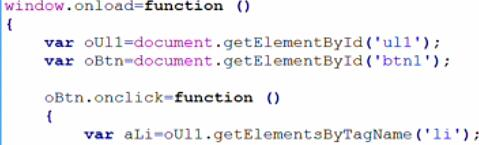 window.onload=function ()
{
    var oUl1=document.getElementById('ul1');
    var oBtn=document.getElementById('btn1');

    oBtn.onclick=function ()
    {
        var aLi=oUl1.getElementsByTagName('li');